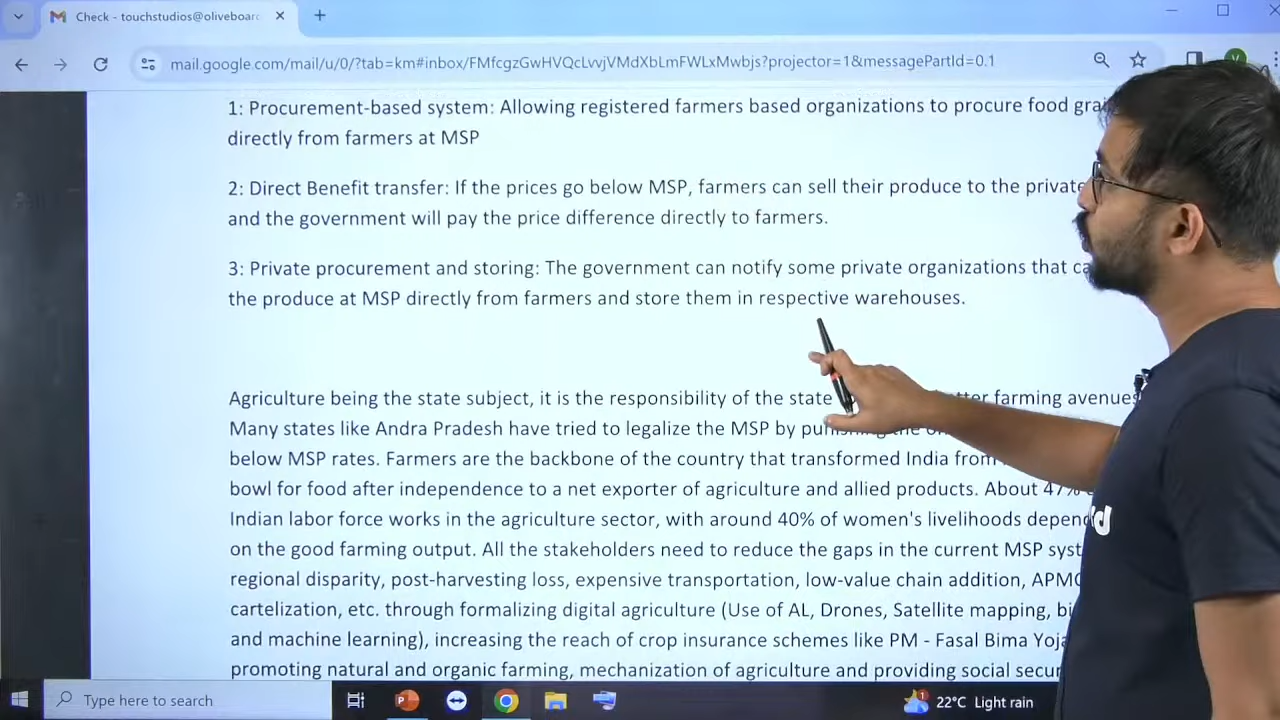 Check - touchstudios@oliveboard
mail.google.com/mail/u/0/?tab=km#inbox/FMfcgzGwHVQcLvvjVMdXbLmFWLxMwbjs?projector=1&messagePartId=0.1
1: Procurement-based system: Allowing registered farmers based organizations to procure food
directly from farmers at MSP
2: Direct Benefit transfer: If the prices go below MSP, farmers can sell their produce to the private
and the government will pay the price difference directly to farmers.
3: Private procurement and storing: The government can notify some private organizations that
the produce at MSP directly from farmers and store them in respective warehouses.
Agriculture being the state subject, it is the responsibility of the state farming avenues
Many states like Andra Pradesh have tried to legalize the MSP by
below MSP rates. Farmers are the backbone of the country that transformed India from
bowl for food after independence to a net exporter of agriculture and allied products. About 47%
Indian labor force works in the agriculture sector, with around 40% of women's livelihoods
on the good farming output. All the stakeholders need to reduce the gaps in the current MSP
regional disparity, post-harvesting loss, expensive transportation, low-value chain addition, APMC
cartelization, etc. through formalizing digital agriculture (Use of AL, Drones, Satellite mapping,
and machine learning), increasing the reach of crop insurance schemes like PM - Fasal Bima
promoting natural and organic farming, mechanization of agriculture and providing social
Type here to search
1
22°C Light rain